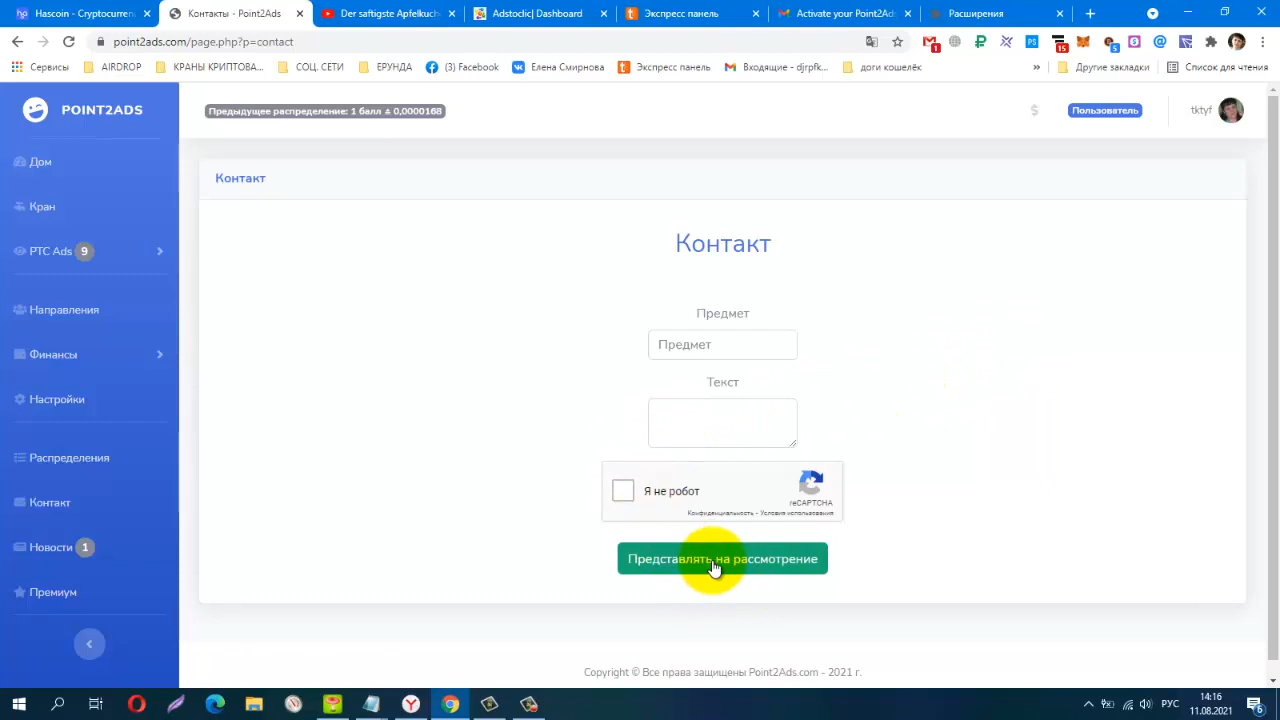 Hascoin - Cryptocurren
Контакты - Point2Ads
Der saftigste Apfelkuch
Adstoclic| Dashboard
Экспресс панель
Activate your Point2Ads
Расширения
point2ads.com/page.php?p=contact
Сервисы
AIRDROP
КРАНЫ КРИПТОВА...
СОЦ. СЕТИ
ЕРУНДА
(3) Facebook
Елена Смирнова
Экспресс панель
Входящие - djrpfk...
доги кошелёк
»
Другие закладки
Список для чтения
POINT2ADS
Предыдущее распределение: 1 балл ≙ 0,0000168
$
Пользователь
tktyf
Дом
Кран
PTC Ads 9
Направления
Финансы
Настройки
Распределения
Контакт
Новости 1
Премиум
Контакт
Контакт
Предмет
Предмет
Текст
Я не робот
reCAPTCHA
Конфиденциальность - Условия использования
Представлять на рассмотрение
Copyright © Все права защищены Point2Ads.com - 2021 г.
РУС
14:16
11.08.2021